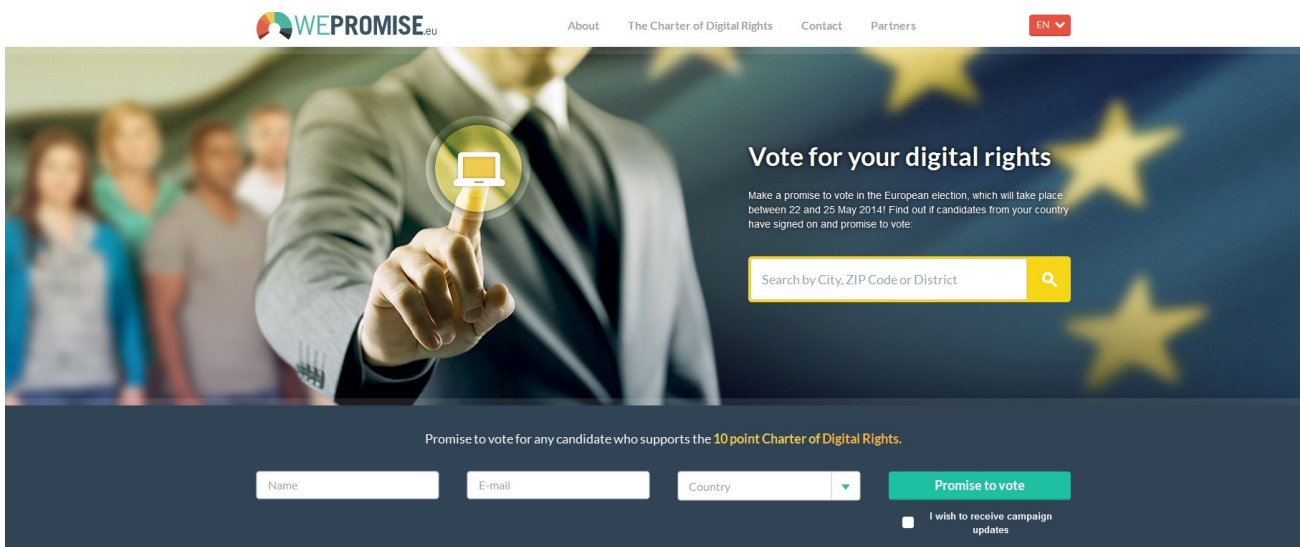 WEPROMISE.eu
About The Charter of Digital Rights Contact Partners
EN
Vote for your digital rights
Make a promise to vote in the European election, which will take place
between 22 and 25 May 2014! Find out if candidates from your country
have signed on and promise to vote:
Search by City, ZIP Code or District
Promise to vote for any candidate who supports the 10 point Charter of Digital Rights.
Name E-mail Country Promise to vote
I wish to receive campaign
updates